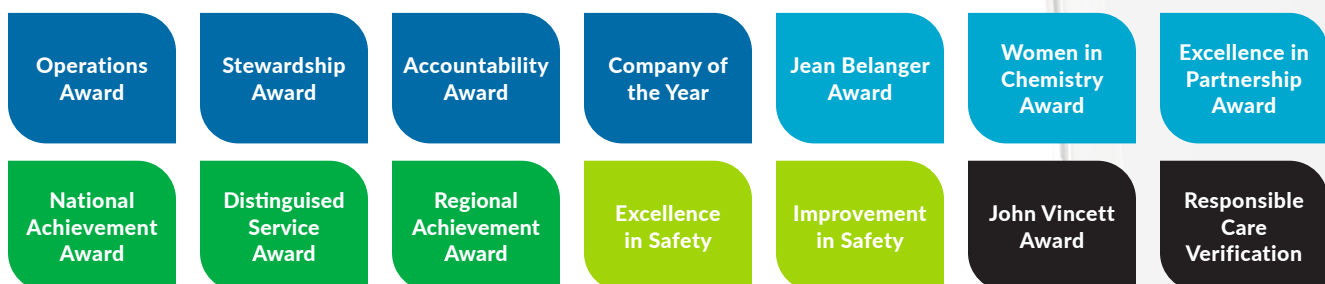 Operations
Award
Stewardship
Award
Accountability
Award
Company of
the Year
Jean Belanger
Award
Women in
Chemistry
Award
Excellence in
Partnership
Award
National
Achievement
Award
Distinguised
Service
Award
Regional
Achievement
Award
Excellence
in Safety
Improvement
in Safety
John Vincett
Award
Responsible
Care
Verification